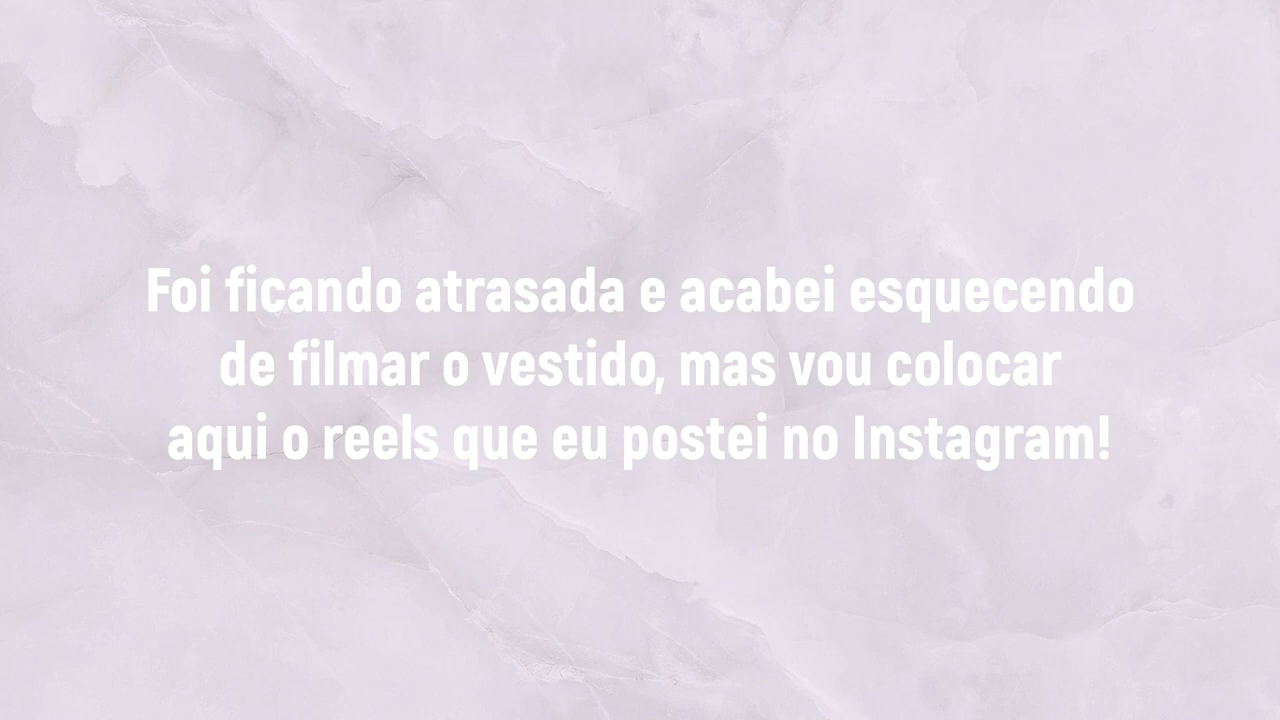 Foi ficando atrasada e acabei esquecendo
de filmar o vestido, mas vou colocar
aqui o reels que eu postei no Instagram!